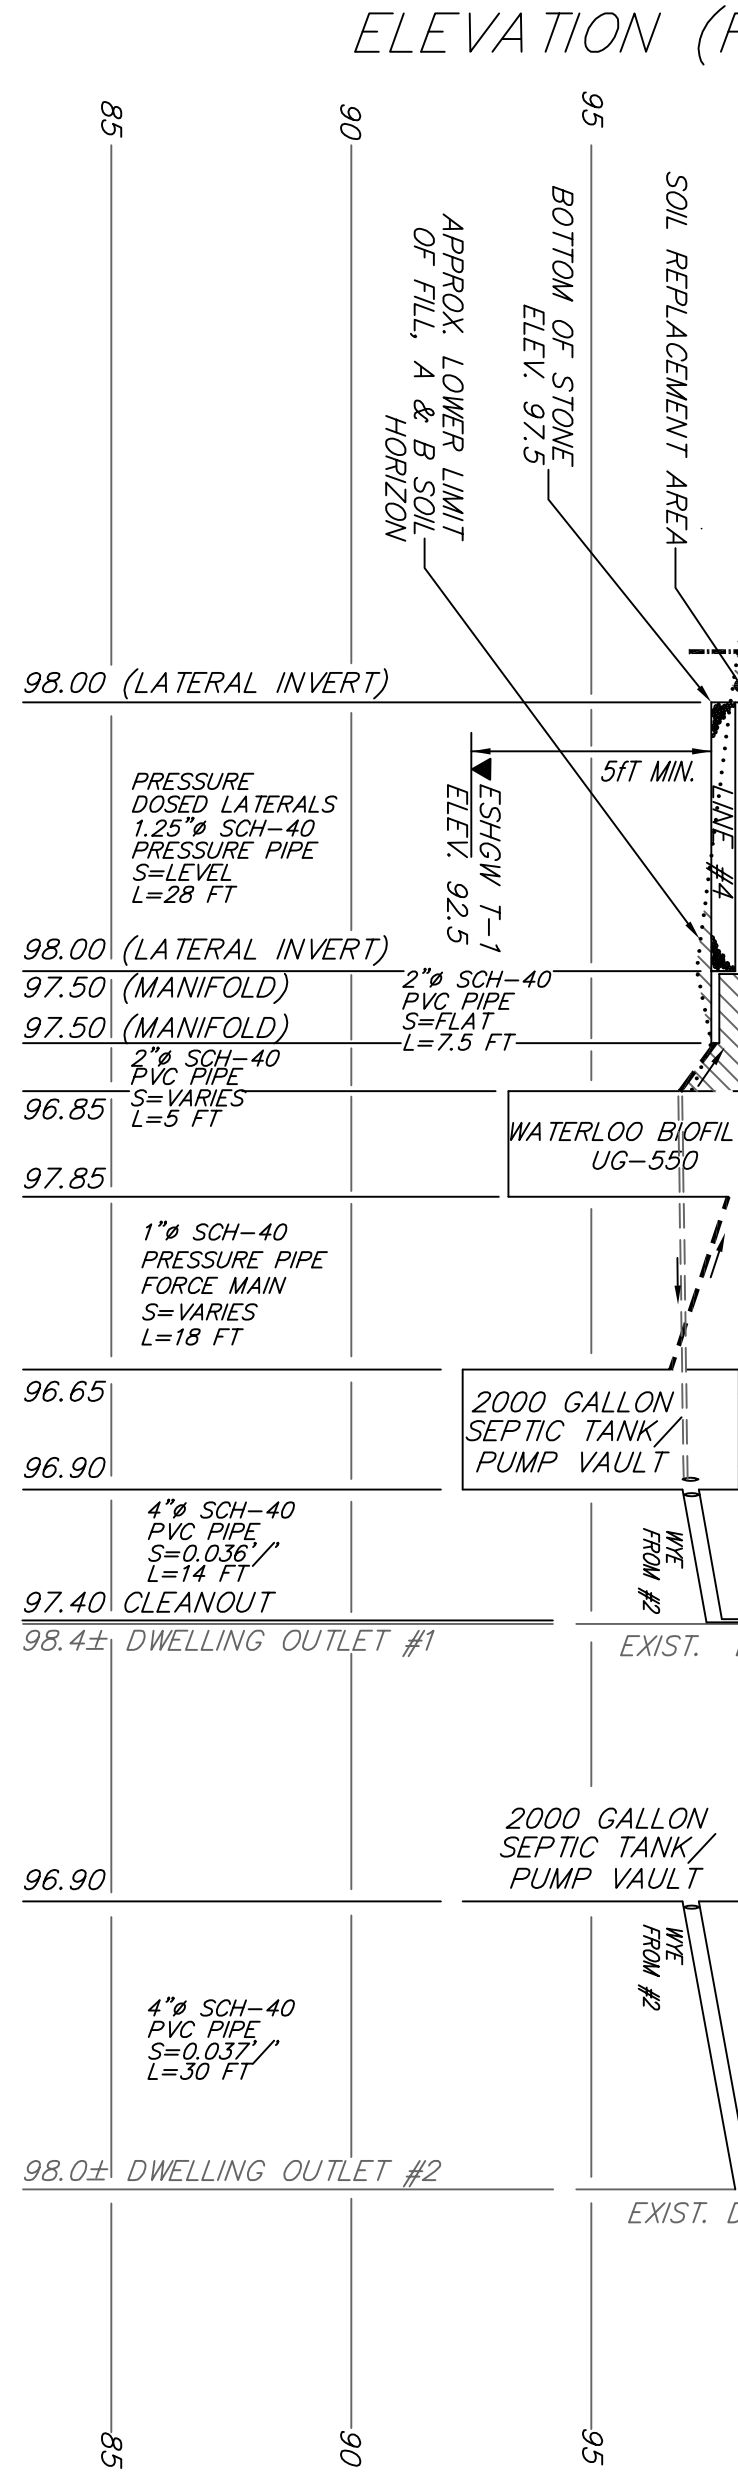 ELEVATION (F
85
90
95
SOIL REPLACEMENT AREA
BOTTOM OF STONE
ELEV. 97.5
APPROX. LOWER LIMIT
OF FILL, A & B SOIL
HORIZON
98.00 (LATERAL INVERT)
PRESSURE
DOSED LATERALS
1.25"ø SCH-40
PRESSURE PIPE
S=LEVEL
L=28 FT
5fT MIN.
LINE #4
ESHGW T-1
ELEV. 92.5
98.00 (LATERAL INVERT)
97.50 (MANIFOLD)
97.50 (MANIFOLD)
2"ø SCH-40
PVC PIPE
S=FLAT
L=7.5 FT
2"ø SCH-40
PVC PIPE
S=VARIES
L=5 FT
96.85
WATERLOO BIOFIL
UG-550
97.85
1"ø SCH-40
PRESSURE PIPE
FORCE MAIN
S=VARIES
L=18 FT
96.65
2000 GALLON
SEPTIC TANK/
PUMP VAULT
96.90
4"ø SCH-40
PVC PIPE
S=0.036'/'
L=14 FT
WYE
FROM #2
97.40 CLEANOUT
98.4± DWELLING OUTLET #1
EXIST.
2000 GALLON
SEPTIC TANK/
PUMP VAULT
96.90
WYE
FROM #2
4"ø SCH-40
PVC PIPE
S=0.037'/'
L=30 FT
98.0± DWELLING OUTLET #2
EXIST. D
85
90
95